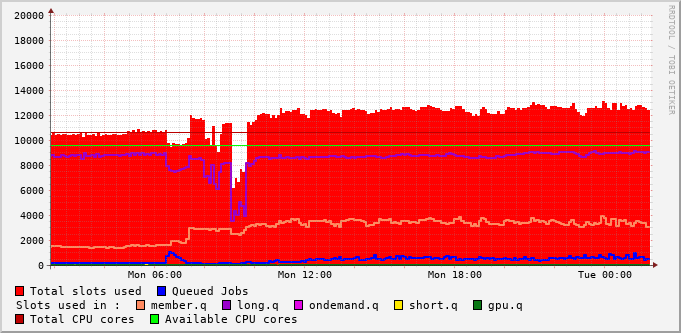 RRDTOOL / TOBI OETIKER
20000
18000
16000
14000
12000
10000
8000
6000
4000
2000
0
Mon 06:00 Mon 12:00 Mon 18:00 Tue 00:00
Total slots used Queued Jobs
Slots used in : member.q long.q ondemand.q short.q gpu.q
Total CPU cores Available CPU cores